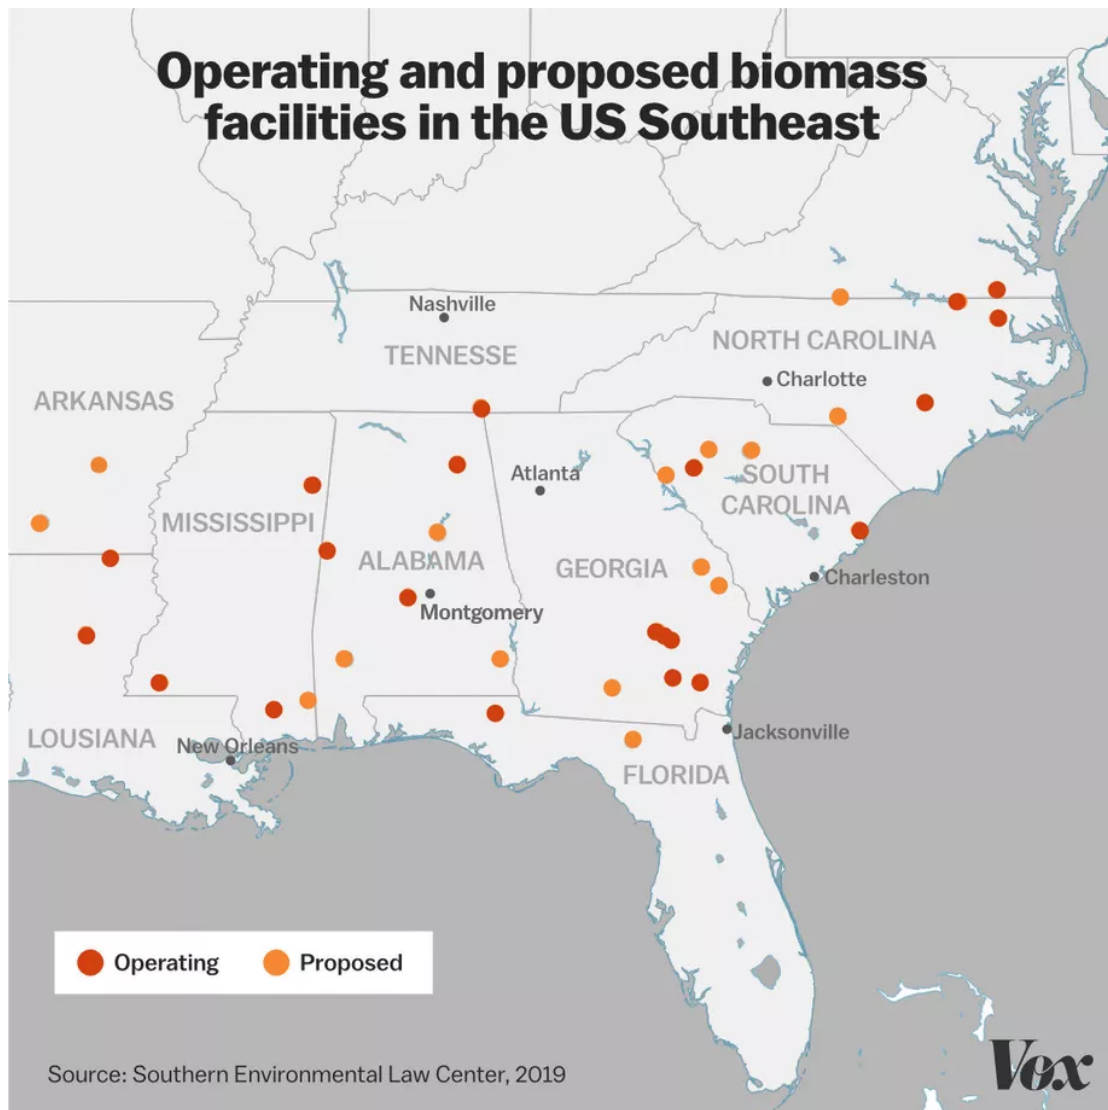 Operating and proposed biomass
facilities in the US Southeast
Nashville
TENNESSE
NORTH CAROLINA
Charlotte
ARKANSAS
Atlanta
SOUTH
CAROLINA
MISSISSIPPI
ALABAMA
GEORGIA
Charleston
Montgomery
LOUSIANA
New Orleans
Jacksonville
FLORIDA
Operating
Proposed
Source: Southern Environmental Law Center, 2019
Vox